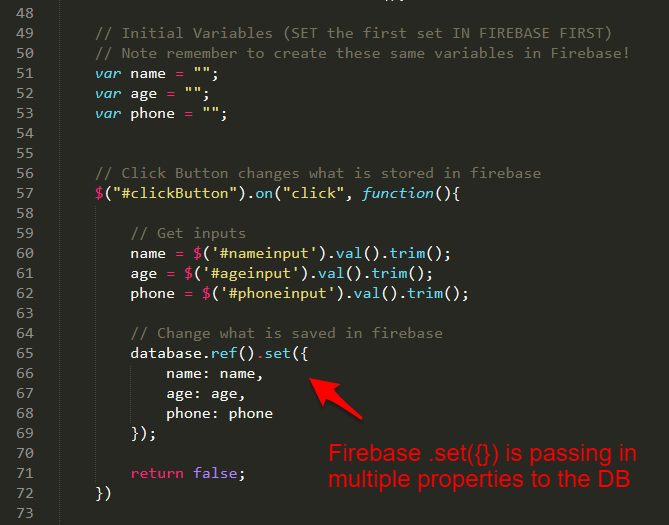 48
49 // Initial Variables (SET the first set IN FIREBASE FIRST)
50 // Note remember to create these same variables in Firebase!
51 var name = "";
52 var age = "";
53 var phone = "";
54
55
56 // Click Button changes what is stored in firebase
57 $("#clickButton").on("click", function(){
58
59 // Get inputs
60 name = $('#nameinput').val().trim();
61 age = $('#ageinput').val().trim();
62 phone = $('#phoneinput').val().trim();
63
64 // Change what is saved in firebase
65 database.ref().set({
66 name: name,
67 age: age,
68 phone: phone
69 });
70
71 return false;
72 })
73
Firebase .set({}) is passing in
multiple properties to the DB